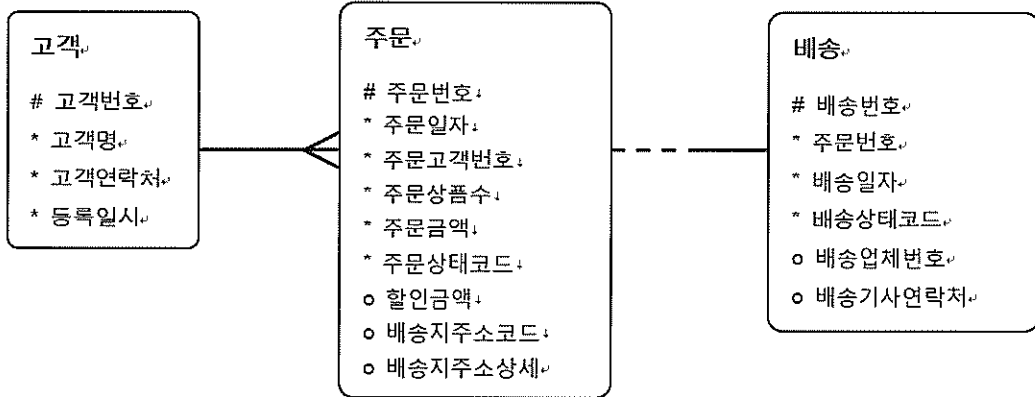 고객
# 고객번호
* 고객명
* 고객연락처
* 등록일시
주문
# 주문번호
* 주문일자
* 주문고객번호
* 주문상품수
* 주문금액
* 주문상태코드
o 할인금액
o 배송지주소코드
o 배송지주소상세
배송
# 배송번호
* 주문번호
* 배송일자
* 배송상태코드
o 배송업체번호
o 배송기사연락처